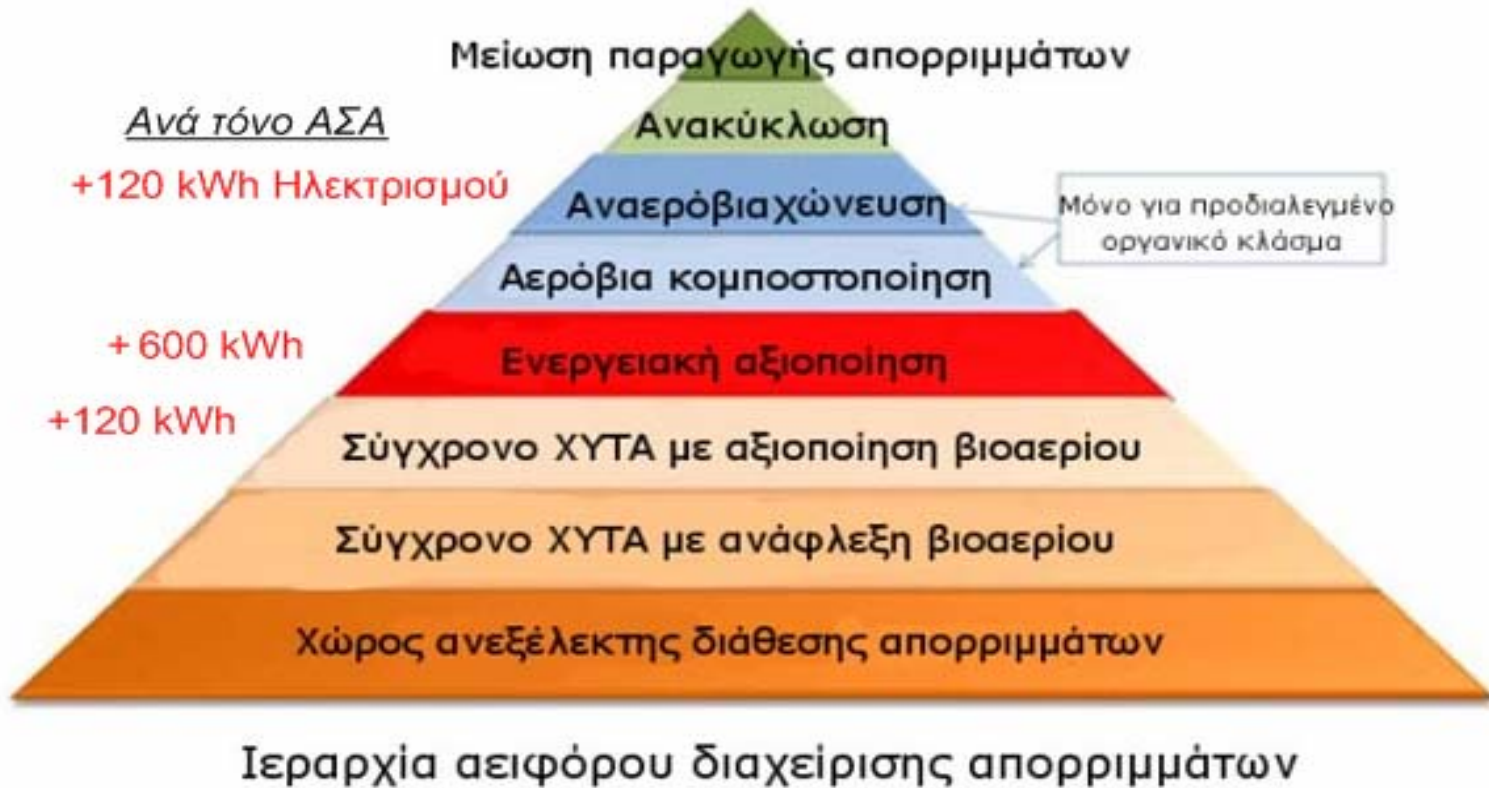 Μείωση παραγωγής απορριμμάτων
Ανά τόνο ΑΣΑ
Ανακύκλωση
+120 kWh Ηλεκτρισμού
Αναερόβια χώνευση
Μόνο για προδιαλεγμένο
οργανικό κλάσμα
Αερόβια κομποστοποίηση
+ 600 kWh
Ενεργειακή αξιοποίηση
+120 kWh
Σύγχρονο ΧΥΤΑ με αξιοποίηση βιοαερίου
Σύγχρονο ΧΥΤΑ με ανάφλεξη βιοαερίου
Χώρος ανεξέλεκτης διάθεσης απορριμμάτων
Ιεραρχία αειφόρου διαχείρισης απορριμμάτων